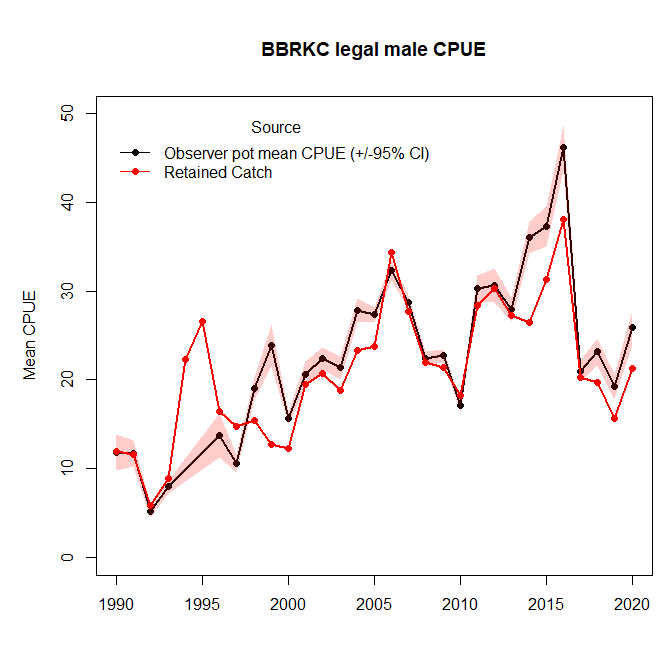 BBRKC legal male CPUE
Source
Observer pot mean CPUE (+/-95% CI)
Retained Catch
Mean CPUE
50
40
30
20
10
0
1990 1995 2000 2005 2010 2015 2020